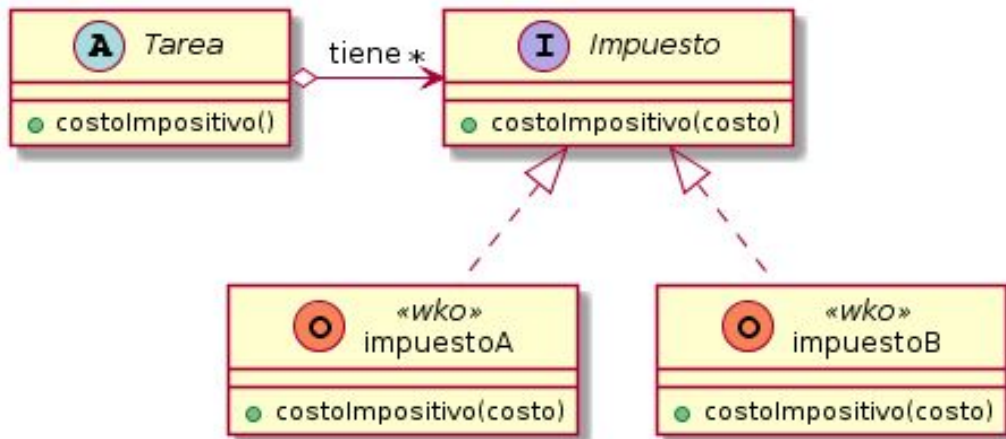 A Tarea
tiene *
I Impuesto
costoImpositivo()
costoImpositivo(costo)
O «wko»
impuestoA
costoImpositivo(costo)
O «wko»
impuestoB
costoImpositivo(costo)